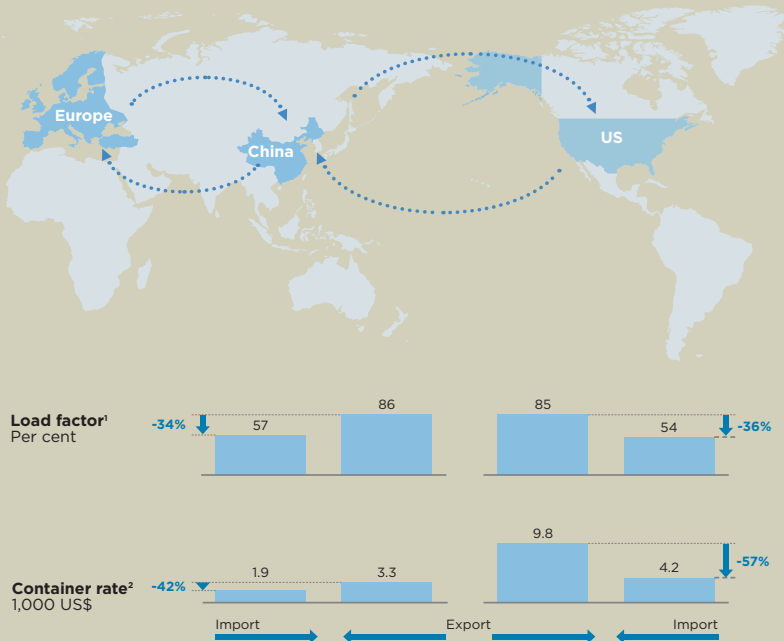 Europe
China
US
Load factor¹
Per cent
-34%
57
86
85
54
-36%
Container rate²
1,000 US$
-42%
1.9
3.3
9.8
4.2
-57%
Import
Export
Import